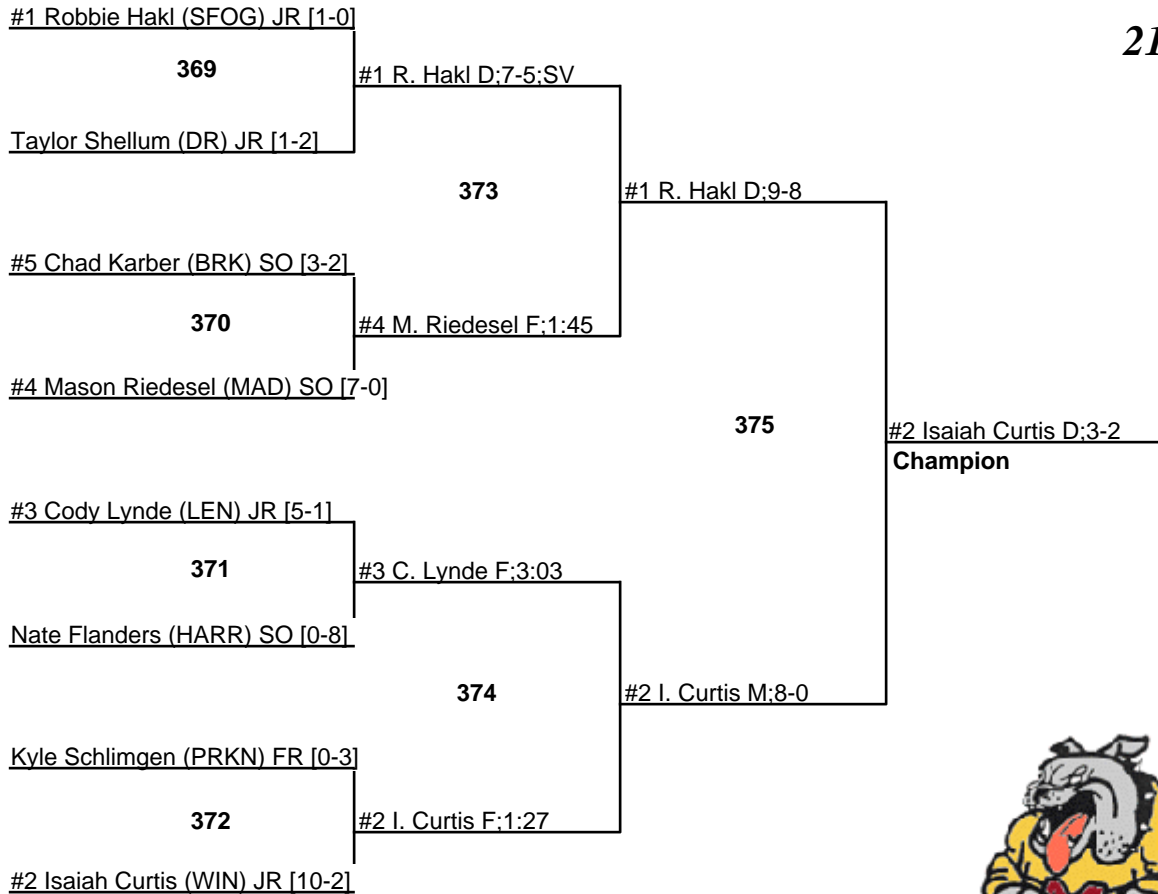 #1 Robbie Hakl (SFOG) JR [1-0]
21
369
#1 R. Hakl D;7-5;SV
Taylor Shellum (DR) JR [1-2]
373
#1 R. Hakl D;9-8
#5 Chad Karber (BRK) SO [3-2]
370
#4 M. Riedesel F;1:45
#4 Mason Riedesel (MAD) SO [7-0]
375
#2 Isaiah Curtis D;3-2
Champion
#3 Cody Lynde (LEN) JR [5-1]
371
#3 C. Lynde F;3:03
Nate Flanders (HARR) SO [0-8]
374
#2 I. Curtis M;8-0
Kyle Schlimgen (PRKN) FR [0-3]
372
#2 I. Curtis F;1:27
#2 Isaiah Curtis (WIN) JR [10-2]